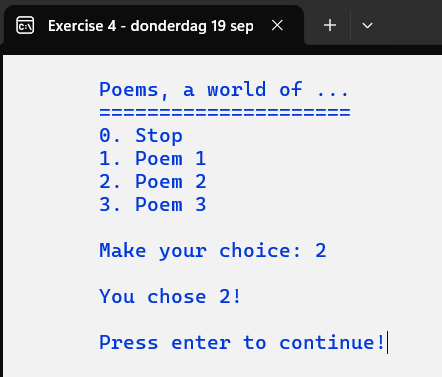 Exercise 4 - donderdag 19 sep
Poems, a world of ...
=====================
0. Stop
1. Poem 1
2. Poem 2
3. Poem 3
Make your choice: 2
You chose 2!
Press enter to continue!